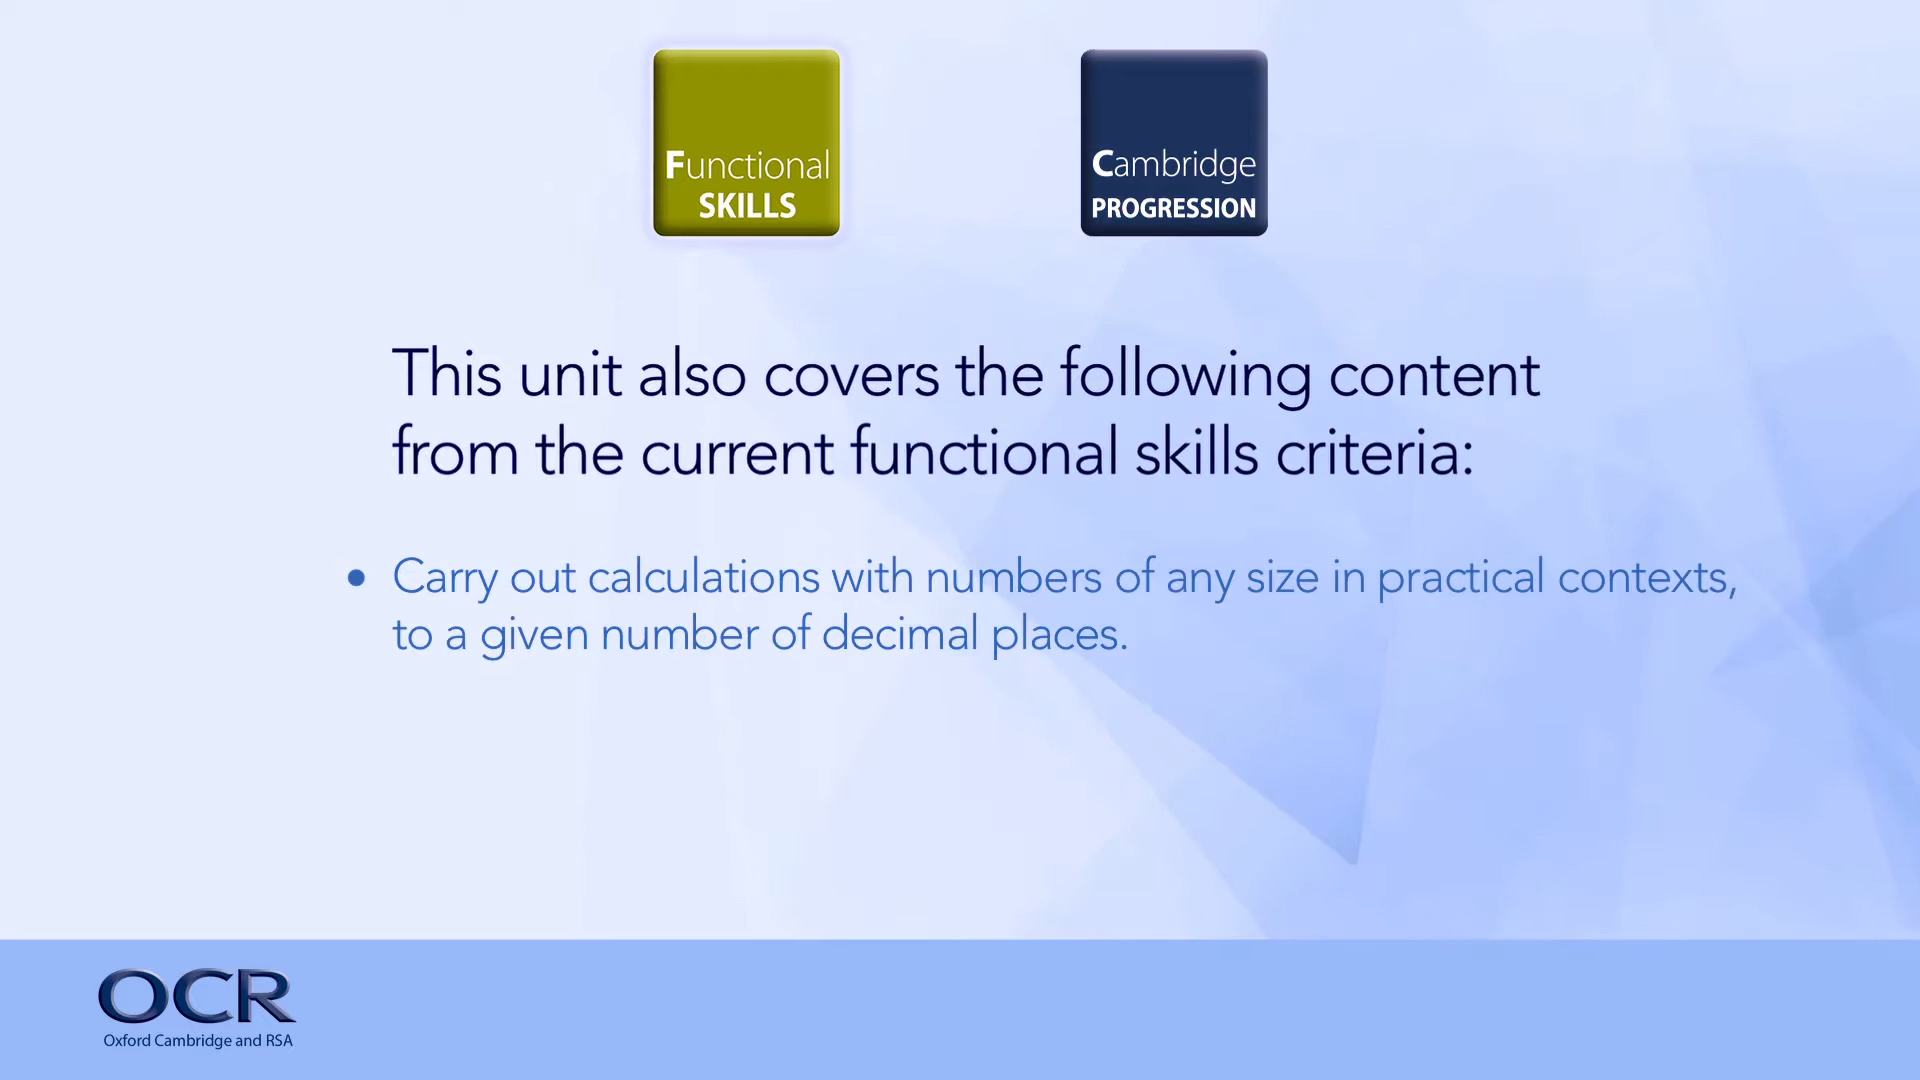 Functional
SKILLS
Cambridge
PROGRESSION
This unit also covers the following content
from the current functional skills criteria:
• Carry out calculations with numbers of any size in practical contexts,
to a given number of decimal places.
OCR
Oxford Cambridge and RSA